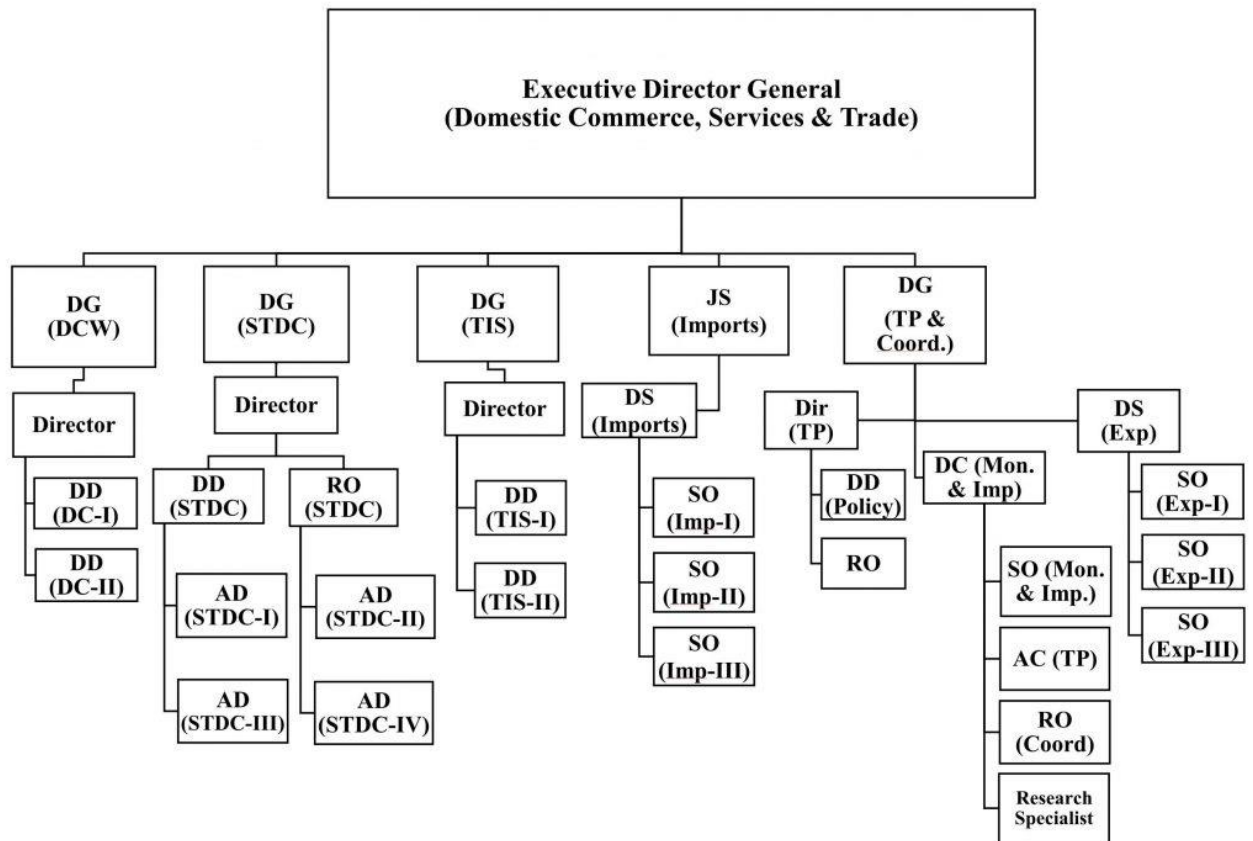 Executive Director General
(Domestic Commerce, Services & Trade)
DG
(DCW)
DG
(STDC)
DG
(TIS)
JS
(Imports)
DG
(TP &
Coord.)
Director
Director
Director
DS
(Imports)
Dir
(TP)
DS
(Exp)
DD
(DC-I)
DD
(DC-II)
DD
(STDC)
RO
(STDC)
AD
(STDC-I)
AD
(STDC-II)
AD
(STDC-III)
AD
(STDC-IV)
DD
(TIS-I)
DD
(TIS-II)
SO
(Imp-I)
SO
(Imp-II)
SO
(Imp-III)
DD
(Policy)
RO
DC (Mon.
& Imp)
SO (Mon.
& Imp.)
AC (TP)
RO
(Coord)
Research
Specialist
SO
(Exp-I)
SO
(Exp-II)
SO
(Exp-III)